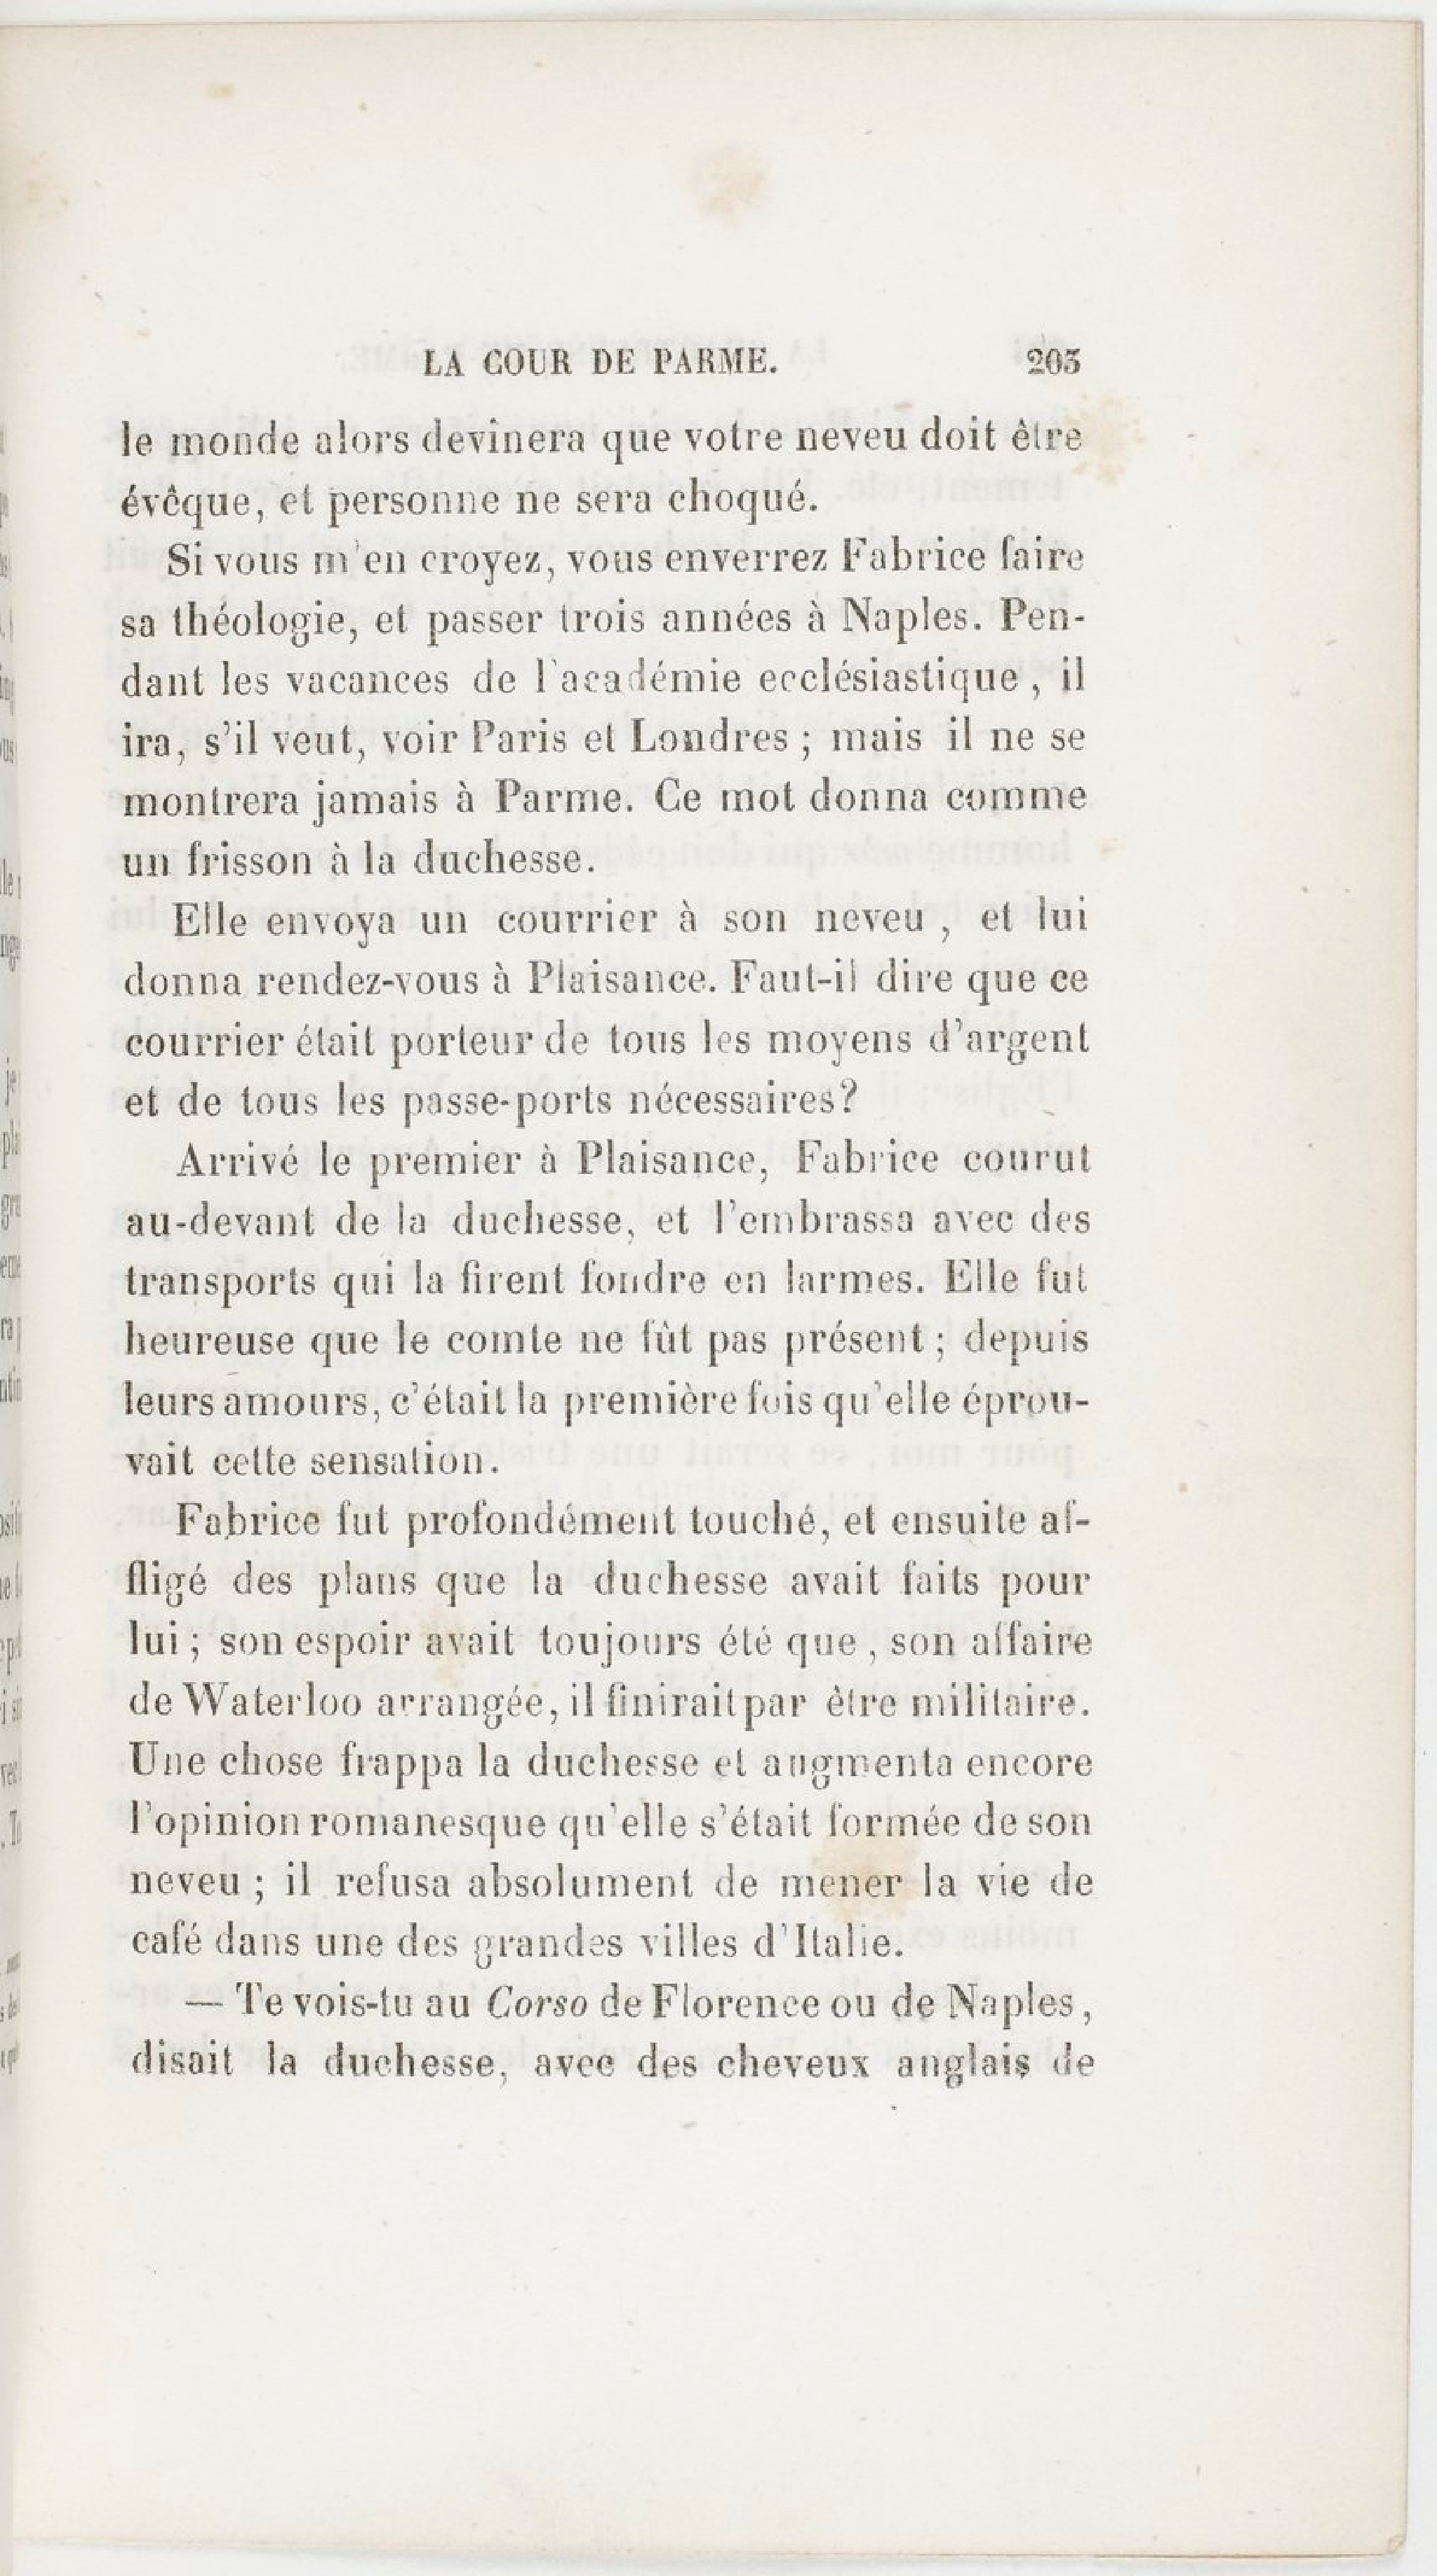 LA COUR DE PARME. 203
le monde alors devinera que votre neveu doit être
évêque, et personne ne sera choqué.
Si vous m'en croyez, vous enverrez Fabrice faire
sa théologie, et passer trois années à Naples. Pen-
dant les vacances de l'académie ecclésiastique, il
ira, s'il veut, voir Paris et Londres ; mais il ne se
montrera jamais à Parme. Ce mot donna comme
un frisson à la duchesse.
Elle envoya un courrier à son neveu, et lui
donna rendez-vous à Plaisance. Faut-il dire que ce
courrier était porteur de tous les moyens d'argent
et de tous les passe-ports nécessaires?
Arrivé le premier à Plaisance, Fabrice courut
au-devant de la duchesse, et l'embrassa avec des
transports qui la firent fondre en larmes. Elle fut
heureuse que le comte ne fût pas présent ; depuis
leurs amours, c'était la première fois qu'elle éprou-
vait cette sensation.
Fabrice fut profondément touché, et ensuite af-
fligé des plans que la duchesse avait faits pour
lui ; son espoir avait toujours été que, son affaire
de Waterloo arrangée, il finirait par être militaire.
Une chose frappa la duchesse et augmenta encore
l'opinion romanesque qu'elle s'était formée de son
neveu ; il refusa absolument de mener la vie de
café dans une des grandes villes d'Italie.
— Te vois-tu au Corso de Florence ou de Naples,
disait la duchesse, avec des cheveux anglais de